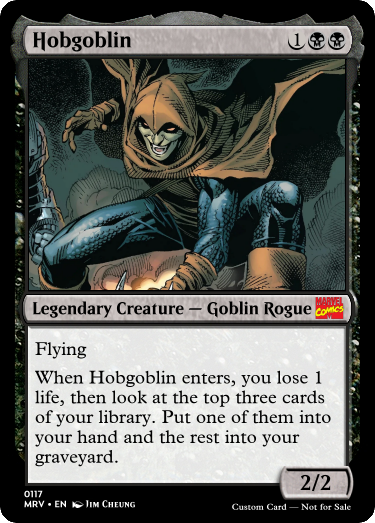 Hobgoblin 1
Legendary Creature — Goblin Rogue MARVEL
COMICS
Flying
When Hobgoblin enters, you lose 1
life, then look at the top three cards
of your library. Put one of them into
your hand and the rest into your
graveyard.
2/2
0117
MRV • EN Jim Cheung
Custom Card — Not for Sale